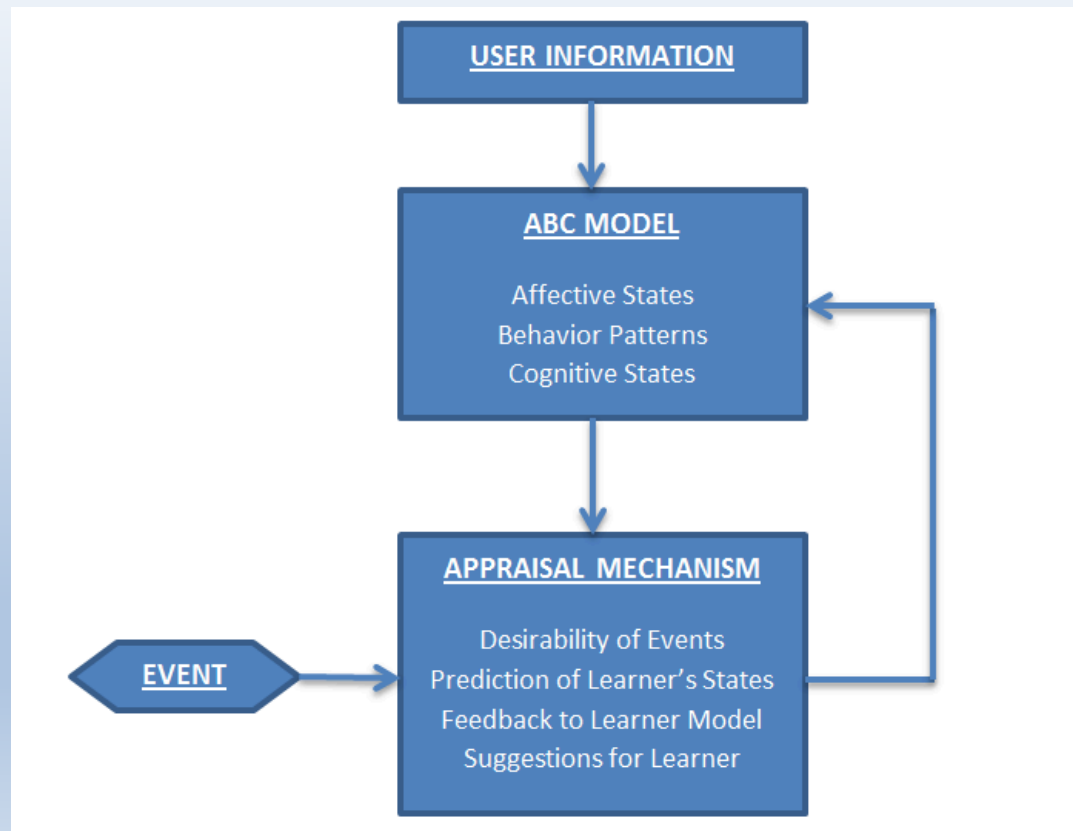 USER INFORMATION
ABC MODEL
Affective States
Behavior Patterns
Cognitive States
APPRAISAL MECHANISM
Desirability of Events
Prediction of Learner’s States
Feedback to Learner Model
Suggestions for Learner
EVENT